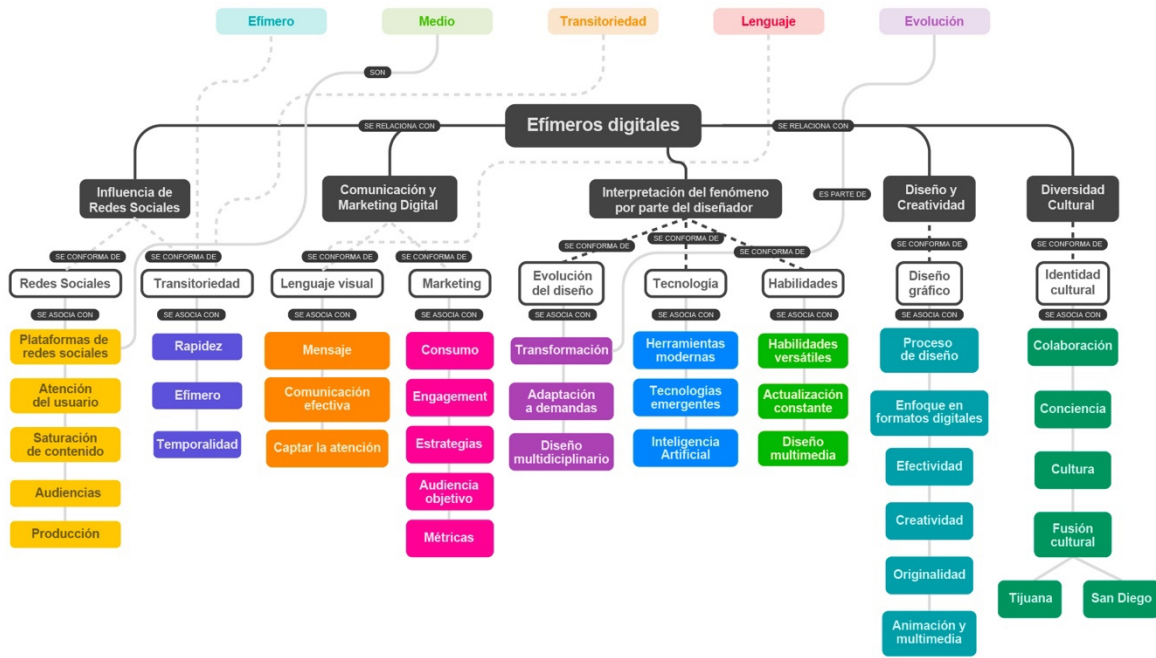 Efímero
Medio
Transitoriedad
Lenguaje
Evolución
SON
Efímeros digitales
SE RELACIONA CON
SE RELACIONA CON
Influencia de
Redes Sociales
Comunicación y
Marketing Digital
Interpretación del fenómeno
por parte del diseñador
ES PARTE DE
Diseño y
Creatividad
Diversidad
Cultural
SE CONFORMA DE
SE CONFORMA DE
SE CONFORMA DE
SE CONFORMA DE
SE CONFORMA DE
SE CONFORMA DE
SE CONFORMA DE
SE CONFORMA DE
SE CONFORMA DE
Redes Sociales
Transitoriedad
Lenguaje visual
Marketing
Evolución
del diseño
Tecnologia
Habilidades
Diseño
gráfico
Identidad
cultural
SE ASOCIA CON
SE ASOCIA CON
SE ASOCIA CON
SE ASOCIA CON
SE ASOCIA CON
SE ASOCIA CON
SE ASOCIA CON
SE ASOCIA CON
SE ASOCIA CON
Plataformas de
redes sociales
Atención
del usuario
Saturación
de contenido
Audiencias
Producción
Rapidez
Efímero
Temporalidad
Mensaje
Comunicación
efectiva
Captar la atención
Consumo
Engagement
Estrategias
Audiencia
objetivo
Métricas
Transformación
Adaptación
a demandas
Diseño
multidiciplinario
Herramientas
modernas
Tecnologías
emergentes
Inteligencia
Artificial
Habilidades
versátiles
Actualización
constante
Diseño
multimedia
Proceso
de diseño
Enfoque en
formatos digitales
Efectividad
Creatividad
Originalidad
Animación y
multimedia
Colaboración
Conciencia
Cultura
Fusión
cultural
Tijuana
San Diego